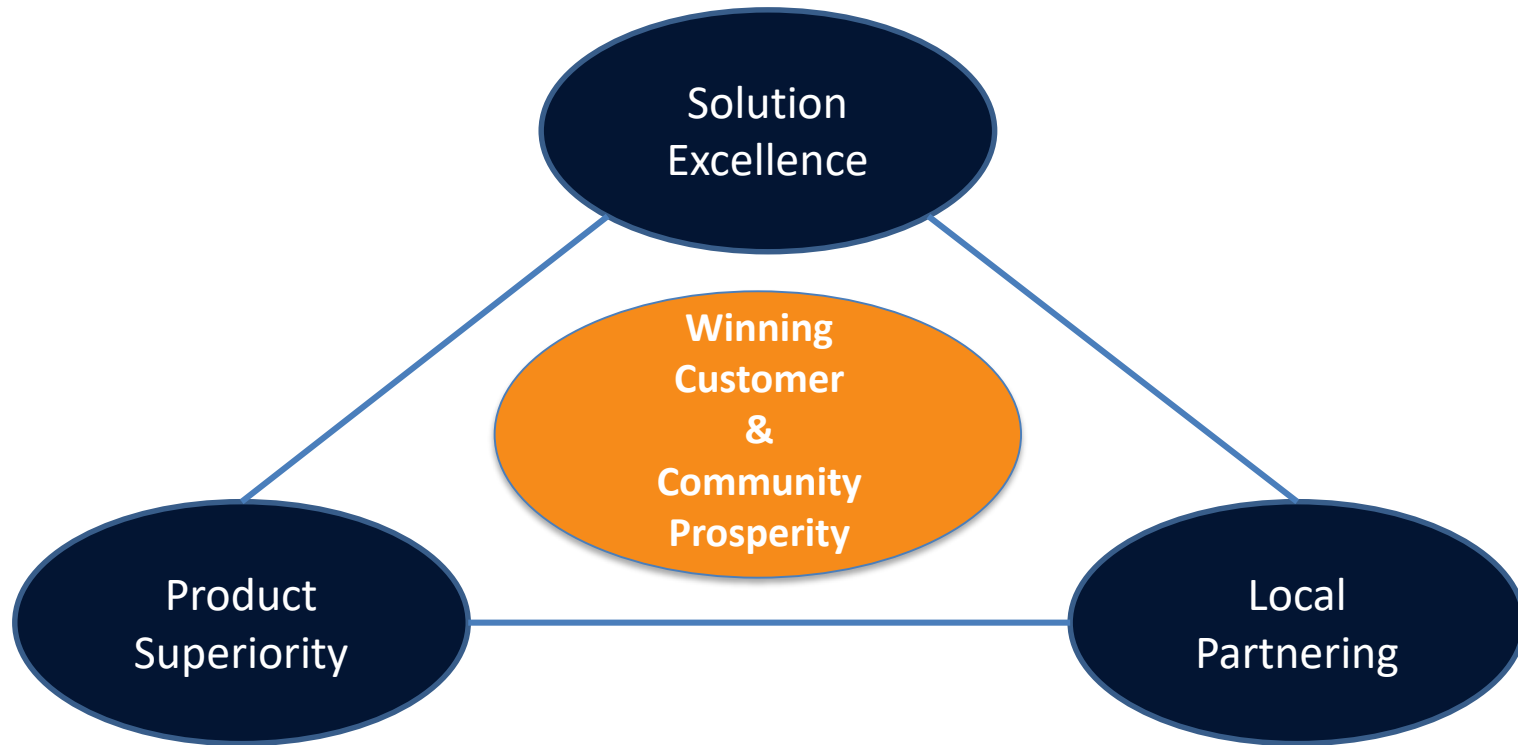 Solution
Excellence
Winning
Customer
&
Community
Prosperity
Product
Superiority
Local
Partnering